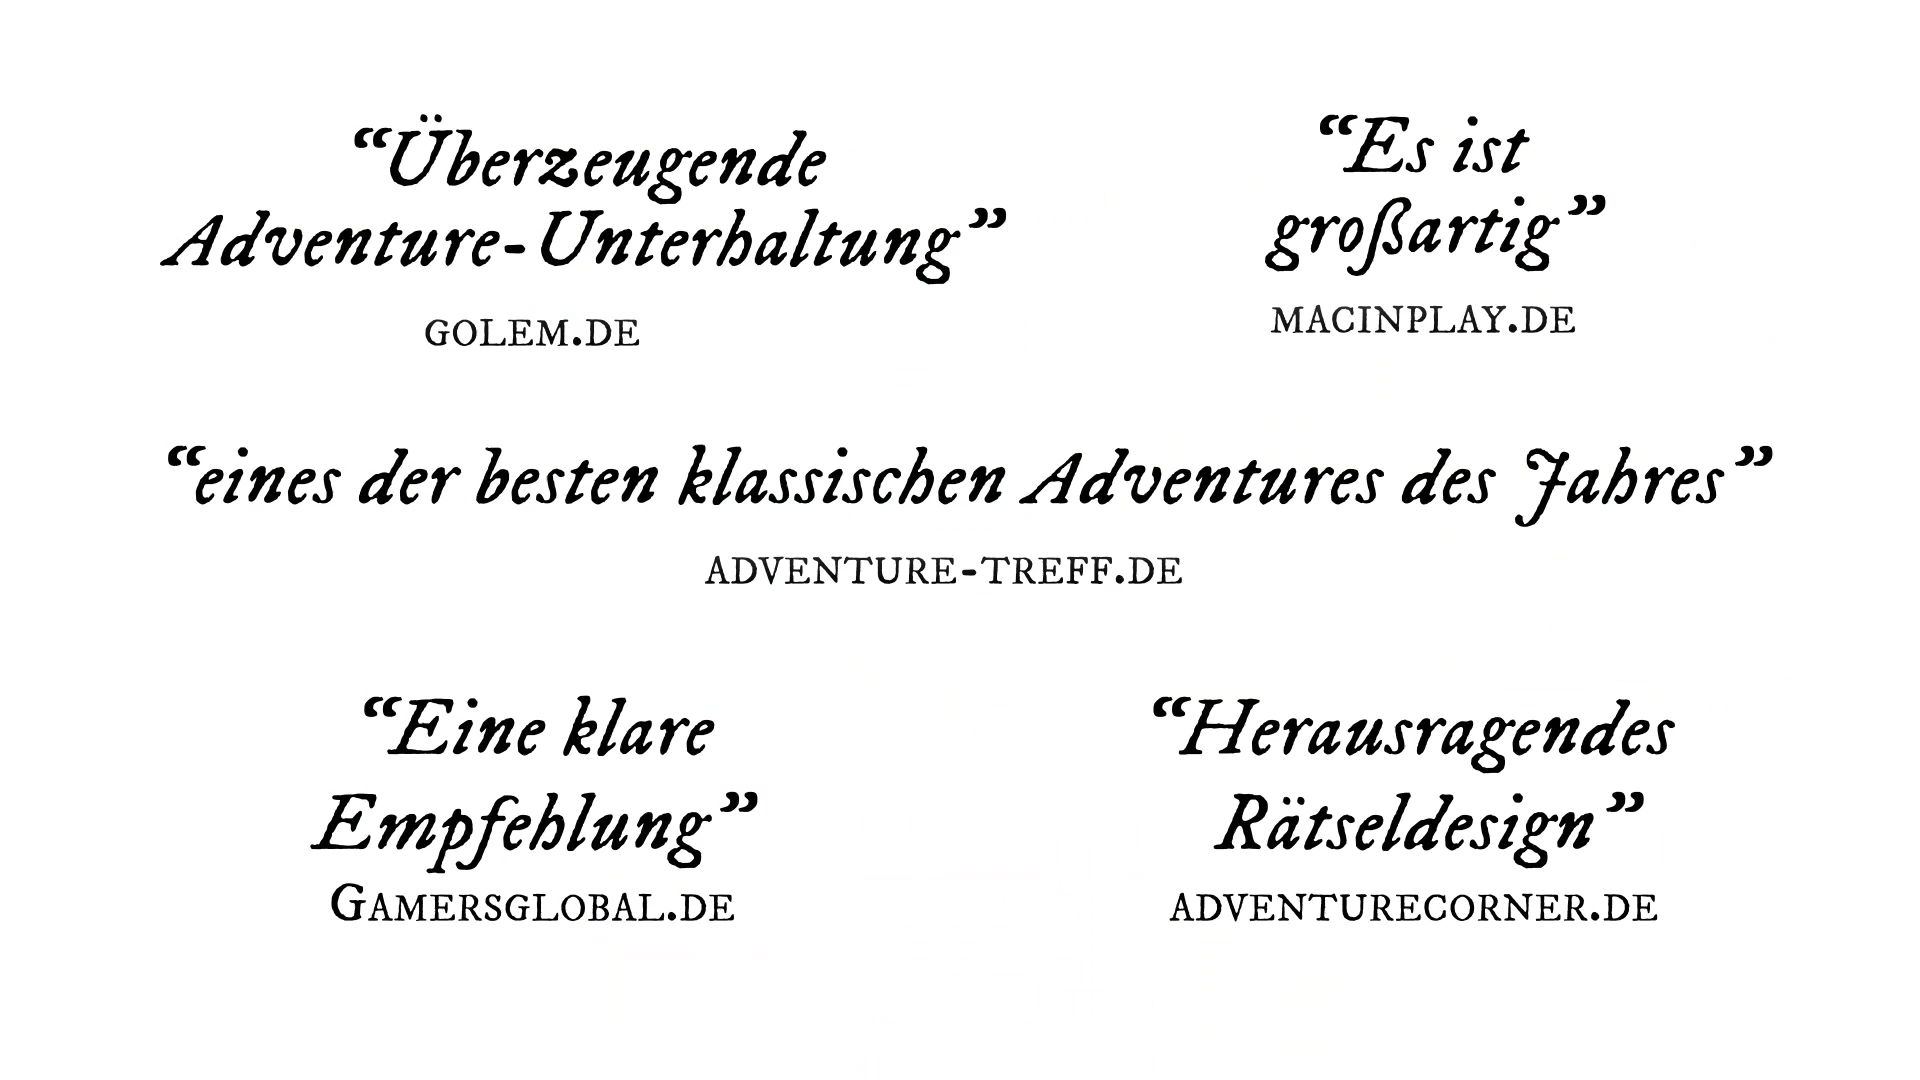 “Überzeugende
Adventure-Unterhaltung”
GOLEM.DE
“Es ist
großartig”
MACINPLAY.DE
“eines der besten klassischen Adventures des Jahres”
ADVENTURE-TREFF.DE
“Eine klare
Empfehlung”
GAMERSGLOBAL.DE
“Herausragendes
Rätseldesign”
ADVENTURECORNER.DE